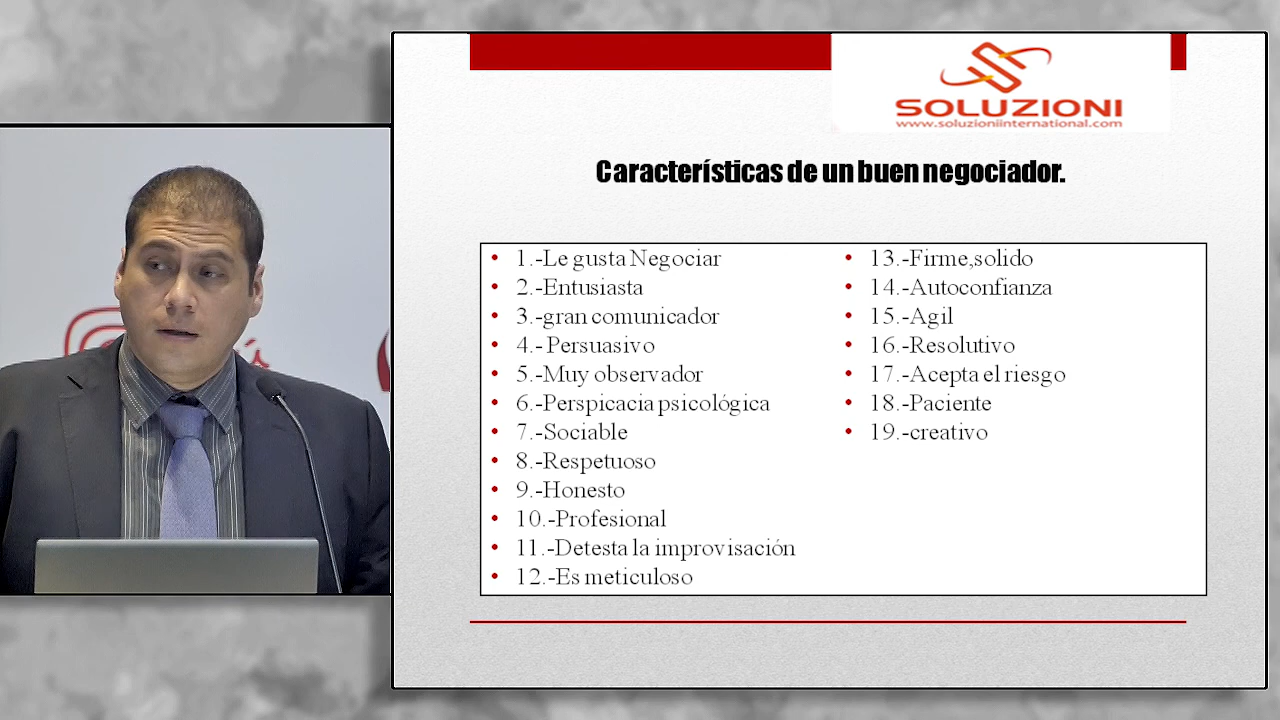 SOLUZIONI
www.soluzioniinternational.com
Características de un buen negociador.
• 1.-Le gusta Negociar
• 2.-Entusiasta
• 3.-gran comunicador
• 4.- Persuasivo
• 5.-Muy observador
• 6.-Perspicacia psicológica
• 7.-Sociable
• 8.-Respetuoso
• 9.-Honesto
• 10.-Profesional
• 11.-Detesta la improvisación
• 12.-Es meticuloso
• 13.-Firme,solido
• 14.-Autoconfianza
• 15.-Agil
• 16.-Resolutivo
• 17.-Acepta el riesgo
• 18.-Paciente
• 19.-creativo